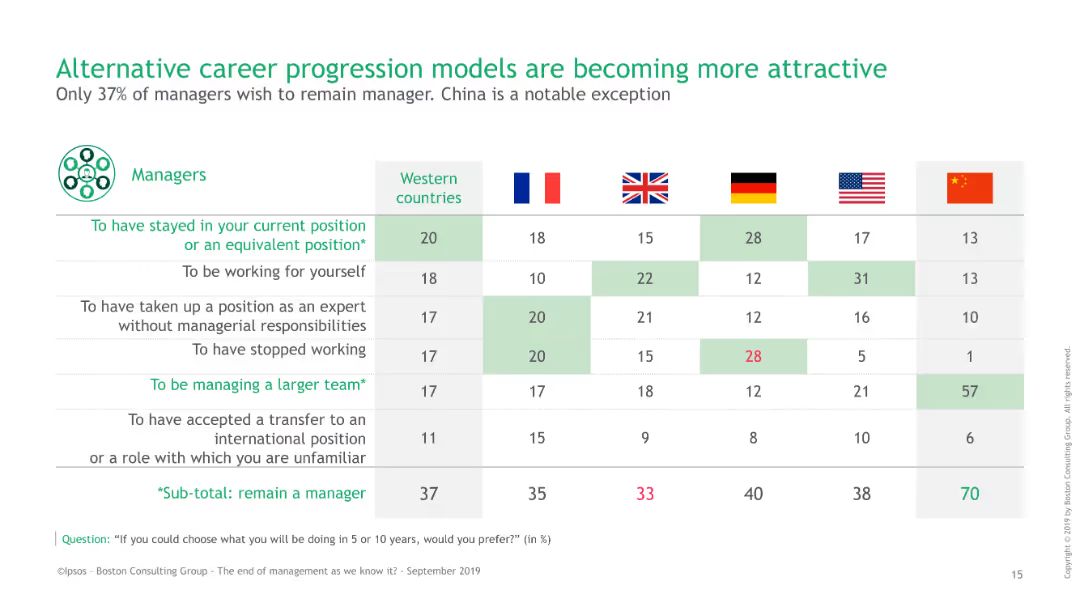 Alternative career progression models are becoming more attractive
Only 37% of managers wish to remain manager. China is a notable exception
Managers
Western
countries
To have stayed in your current position
or an equivalent position*
20 18 15 28 17 13
To be working for yourself
18 10 22 12 31 13
To have taken up a position as an expert
without managerial responsibilities
17 20 21 12 16 10
To have stopped working
17 20 15 28 5 1
To be managing a larger team*
17 17 18 12 21 57
To have accepted a transfer to an
international position
or a role with which you are unfamiliar
11 15 9 8 10 6
*Sub-total: remain a manager
37 35 33 40 38 70
Question: “If you could choose what you will be doing in 5 or 10 years, would you prefer?” (in %)
©Ipsos – Boston Consulting Group – The end of management as we know it? - September 2019
15
Copyright © 2019 by Boston Consulting Group. All rights reserved.